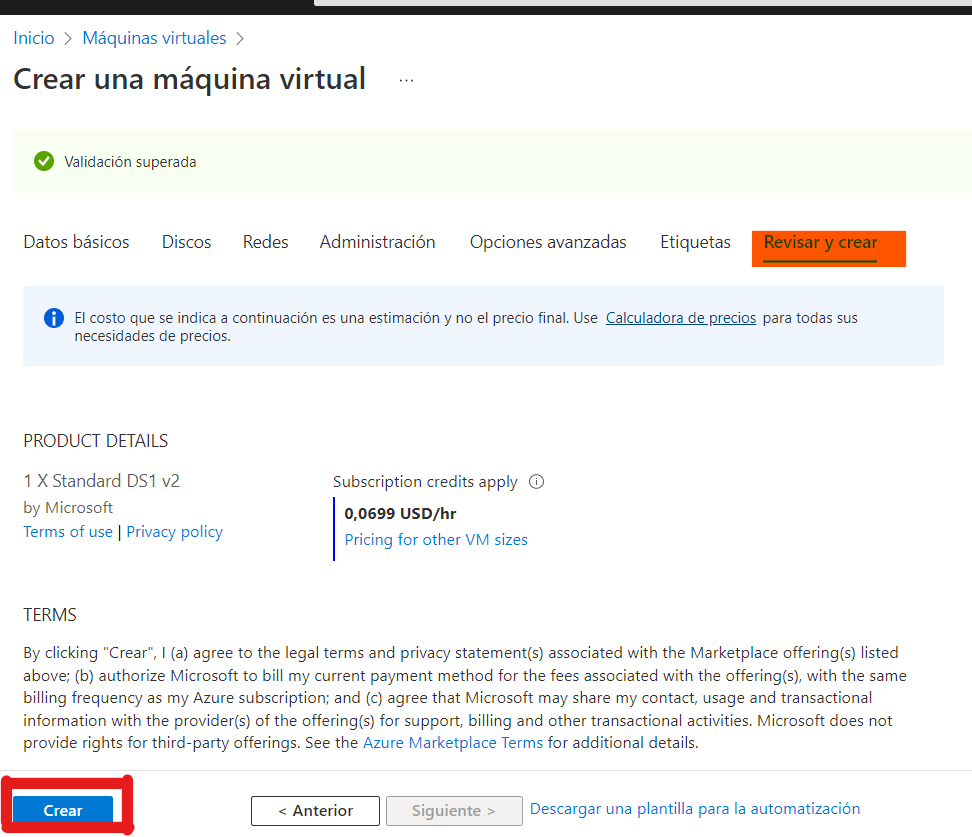 Inicio > Máquinas virtuales >
Crear una máquina virtual ...
Validación superada
Datos básicos Discos Redes Administración Opciones avanzadas Etiquetas Revisar y crear
El costo que se indica a continuación es una estimación y no el precio final. Use Calculadora de precios para todas sus
necesidades de precios.
PRODUCT DETAILS
1 X Standard DS1 v2
by Microsoft
Terms of use | Privacy policy
Subscription credits apply
0,0699 USD/hr
Pricing for other VM sizes
TERMS
By clicking "Crear", I (a) agree to the legal terms and privacy statement(s) associated with the Marketplace offering(s) listed
above; (b) authorize Microsoft to bill my current payment method for the fees associated with the offering(s), with the same
billing frequency as my Azure subscription; and (c) agree that Microsoft may share my contact, usage and transactional
information with the provider(s) of the offering(s) for support, billing and other transactional activities. Microsoft does not
provide rights for third-party offerings. See the Azure Marketplace Terms for additional details.
Crear < Anterior Siguiente > Descargar una plantilla para la automatización